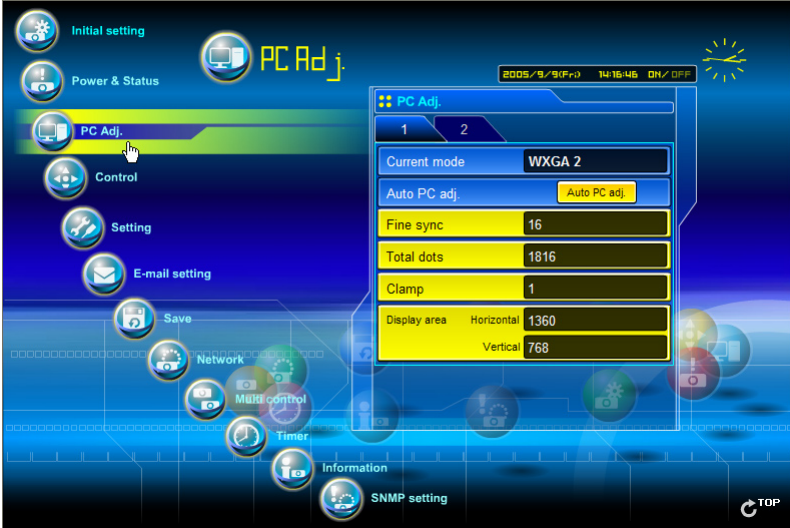 Initial setting
Power & Status
PC Adj.
Control
Setting
E-mail setting
Save
Network
Multi control
Timer
Information
SNMP setting
PC Adj.
2005/9/9(Fri) 14:16:46 ON/OFF
PC Adj.
1 2
Current mode WXGA 2
Auto PC adj. Auto PC adj.
Fine sync 16
Total dots 1816
Clamp 1
Display area Horizontal 1360
Vertical 768
TOP